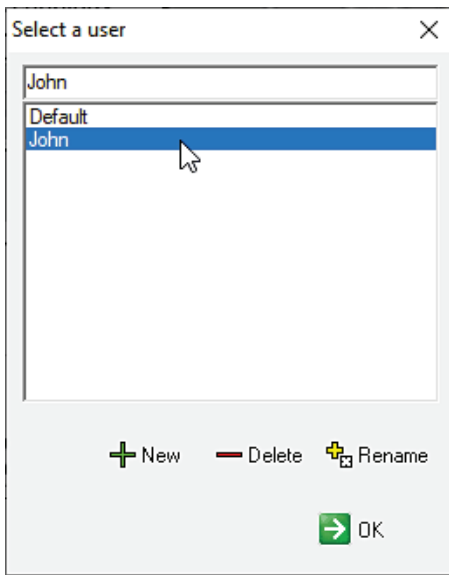 Select a user
John
Default
John
New Delete Rename
OK